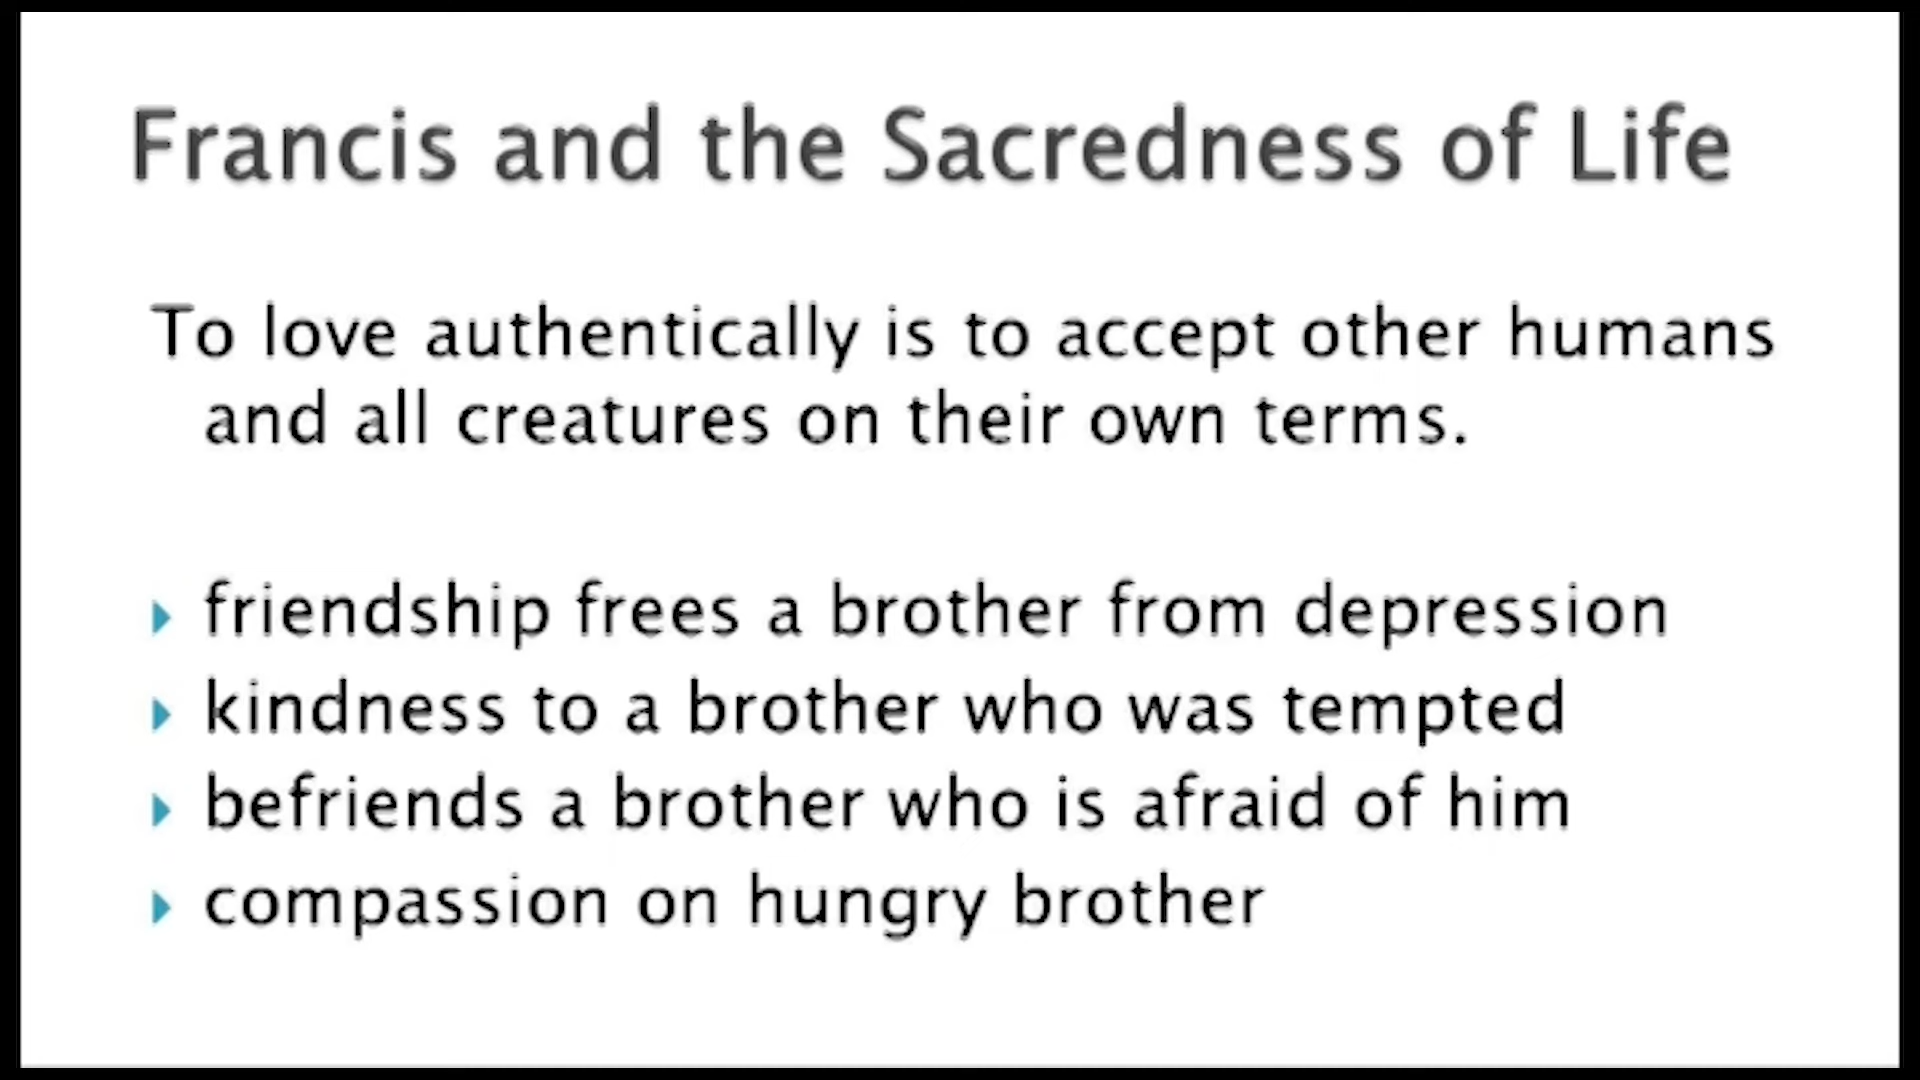 Francis and the Sacredness of Life
To love authentically is to accept other humans
and all creatures on their own terms.
friendship frees a brother from depression
kindness to a brother who was tempted
befriends a brother who is afraid of him
compassion on hungry brother